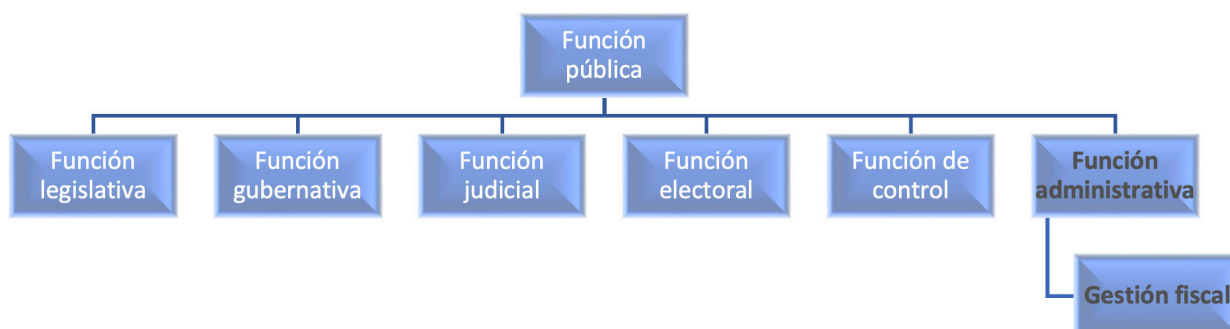 Función
pública
Función
legislativa
Función
gubernativa
Función
judicial
Función
electoral
Función de
control
Función
administrativa
Gestión fiscal